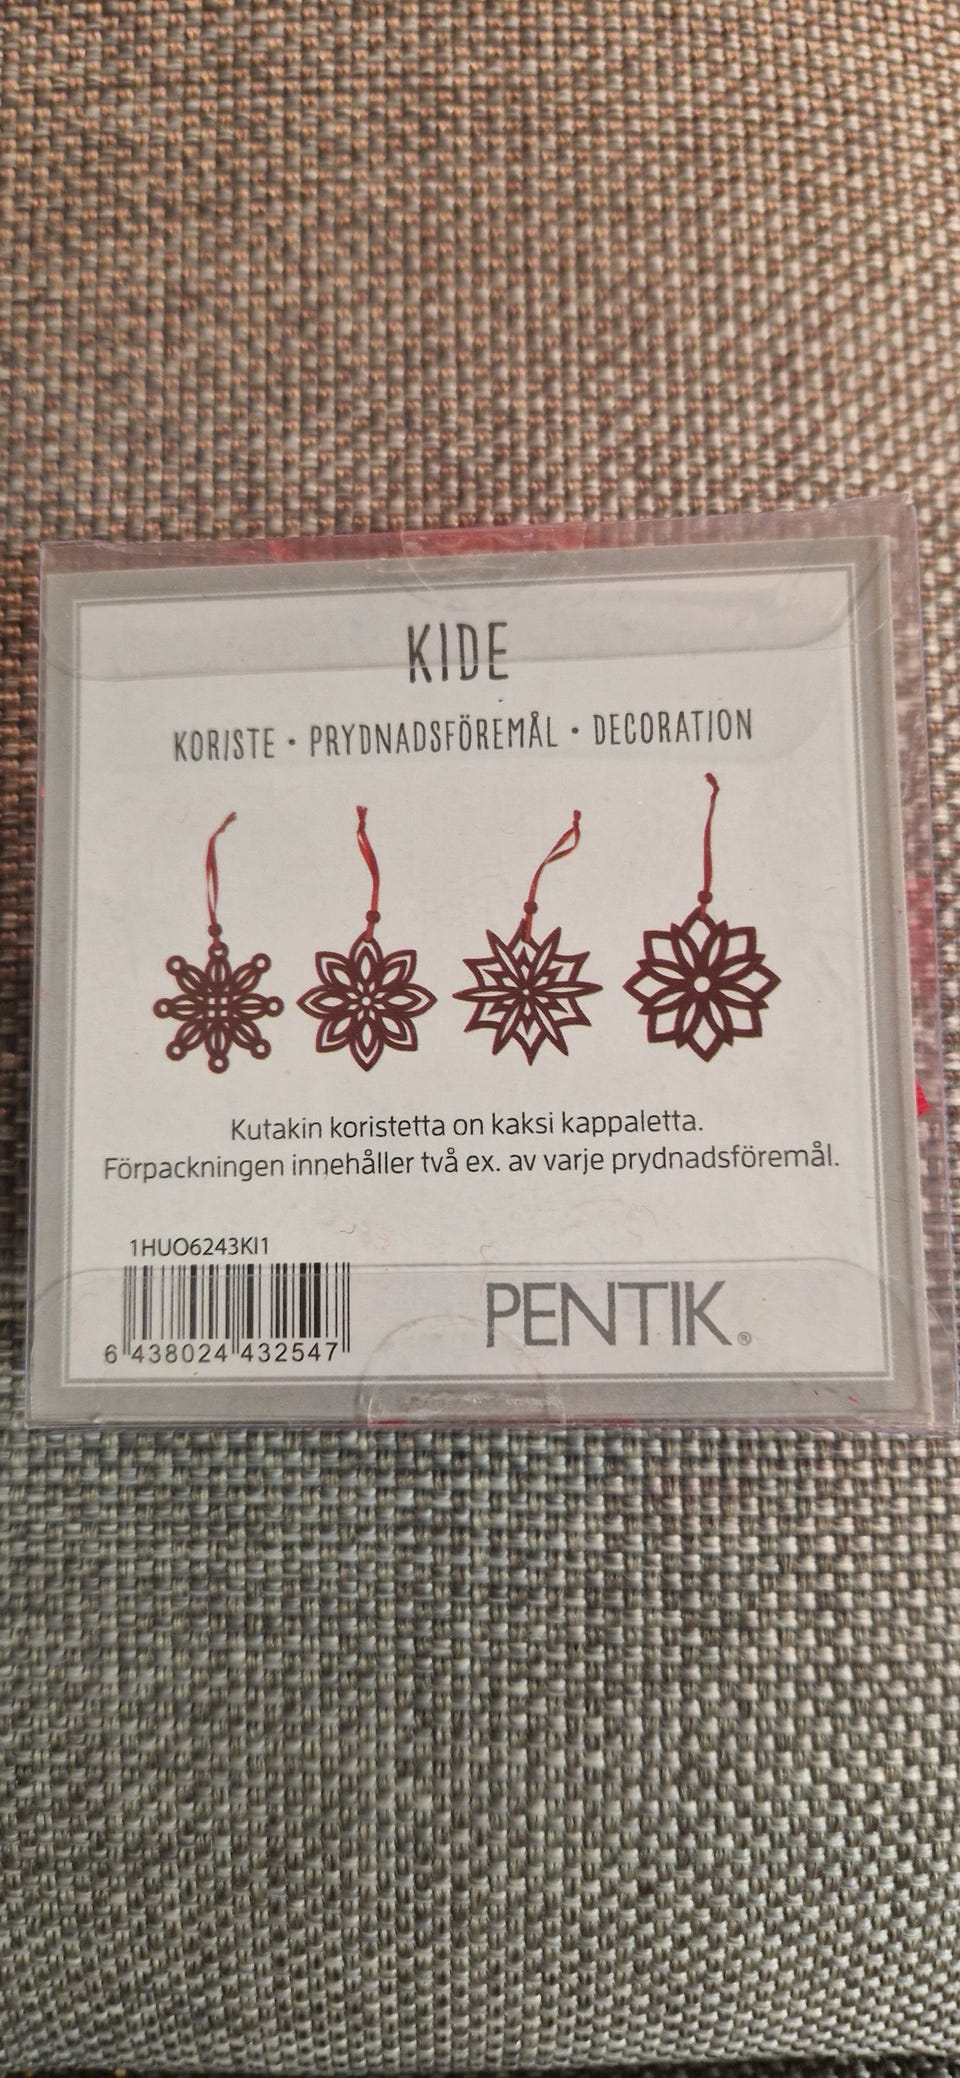 KIDE
KORISTE • PRYDNADSFÖREMÅL • DECORATION
Kutakin koristetta on kaksi kappaletta.
Förpackningen innehåller två ex. av varje prydnadsföremål.
1HUO6243KI1
6 438024 432547
PENTIK®